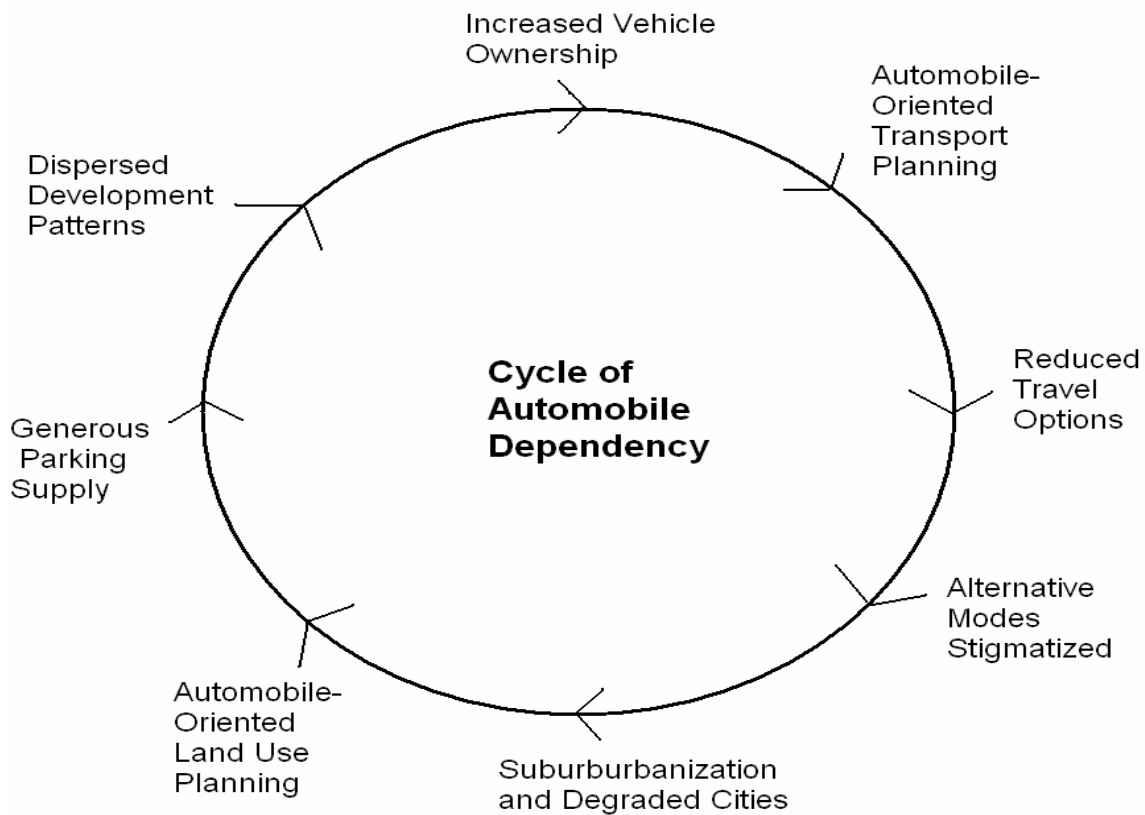 Increased Vehicle
Ownership
Automobile-
Oriented
Transport
Planning
Reduced
Travel
Options
Alternative
Modes
Stigmatized
Suburburbanization
and Degraded Cities
Automobile-
Oriented
Land Use
Planning
Generous
Parking
Supply
Dispersed
Development
Patterns
Cycle of
Automobile
Dependency